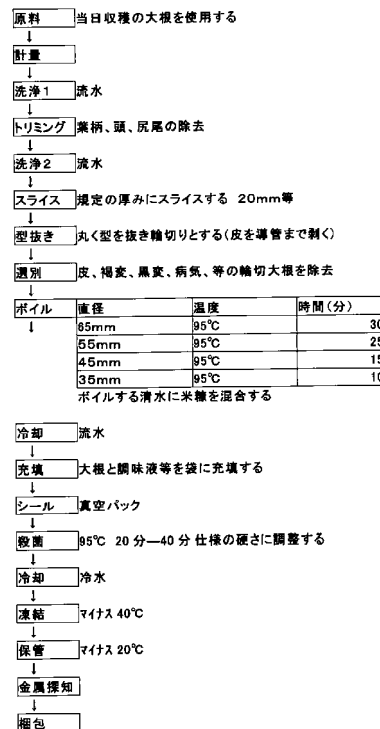 原料 当日収穫の大根を使用する
↓
計量
↓
洗浄1 流水
↓
トリミング 葉柄、頭、尻尾の除去
↓
洗浄2 流水
↓
スライス 規定の厚みにスライスする 20mm等
↓
型抜き 丸く型を抜き輪切りとする(皮を導管まで剥く)
↓
選別 皮、褐変、黒変、病気、等の輪切大根を除去
↓
ボイル 直径 温度 時間(分)
↓ 65mm 95℃ 30
55mm 95℃ 25
45mm 95℃ 15
35mm 95℃ 10
ボイルする清水に米糠を混合する
冷却 流水
↓
充填 大根と調味液等を袋に充填する
↓
シール 真空パック
↓
殺菌 95℃ 20分―40分 仕様の硬さに調整する
↓
冷却 冷水
↓
凍結 マイナス40℃
↓
保管 マイナス20℃
↓
金属探知
↓
梱包